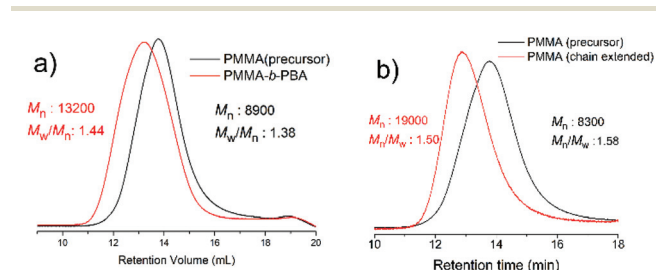 a)
PMMA(precursor)
PMMA-b-PBA
Mn : 13200
Mw/Mn : 1.44
Mn : 8900
Mw/Mn : 1.38
10 12 14 16 18 20
Retention Volume (mL)
b)
PMMA (precursor)
PMMA (chain extended)
Mn : 19000
Mn/Mw : 1.50
Mn : 8300
Mn/Mw : 1.58
10 12 14 16 18
Retention time (min)